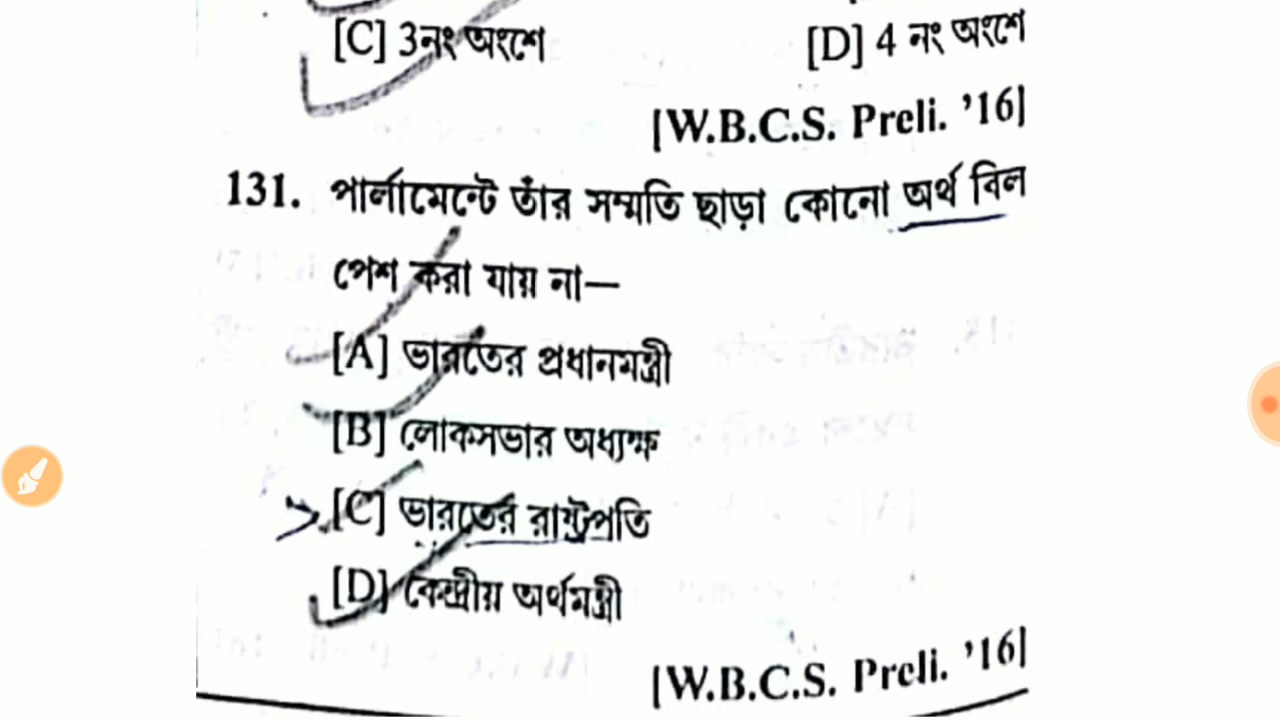 [C] 3নং অংশে [D] 4 নং অংশে
[W.B.C.S. Preli. ’16]
131. পার্লামেন্টে তাঁর সম্মতি ছাড়া কোনো অর্থ বিল
পেশ করা যায় না—
[A] ভারতের প্রধানমন্ত্রী
[B] লোকসভার অধ্যক্ষ
[C] ভারতের রাষ্ট্রপতি
[D] কেন্দ্রীয় অর্থমন্ত্রী
[W.B.C.S. Preli. ’16]